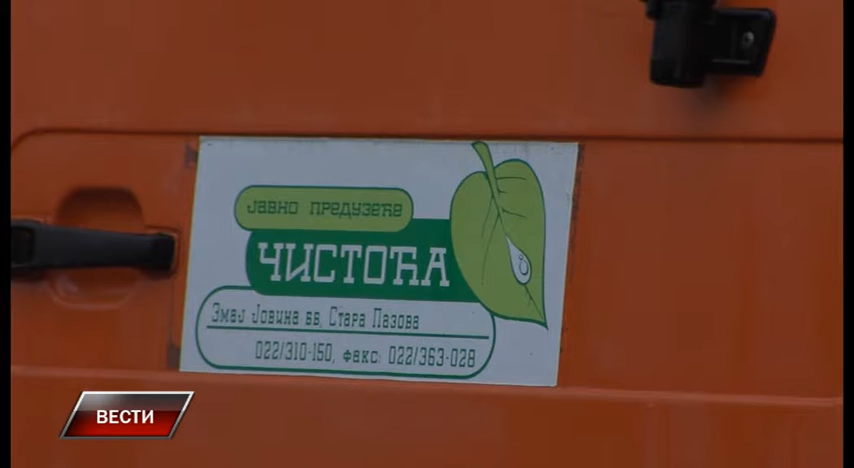 ЈАВНО ПРЕДУЗЕЋЕ
ЧИСТОЋА
Змај Јовина бб, Стара Пазова
022/310-150, факс: 022/363-028
ВЕСТИ